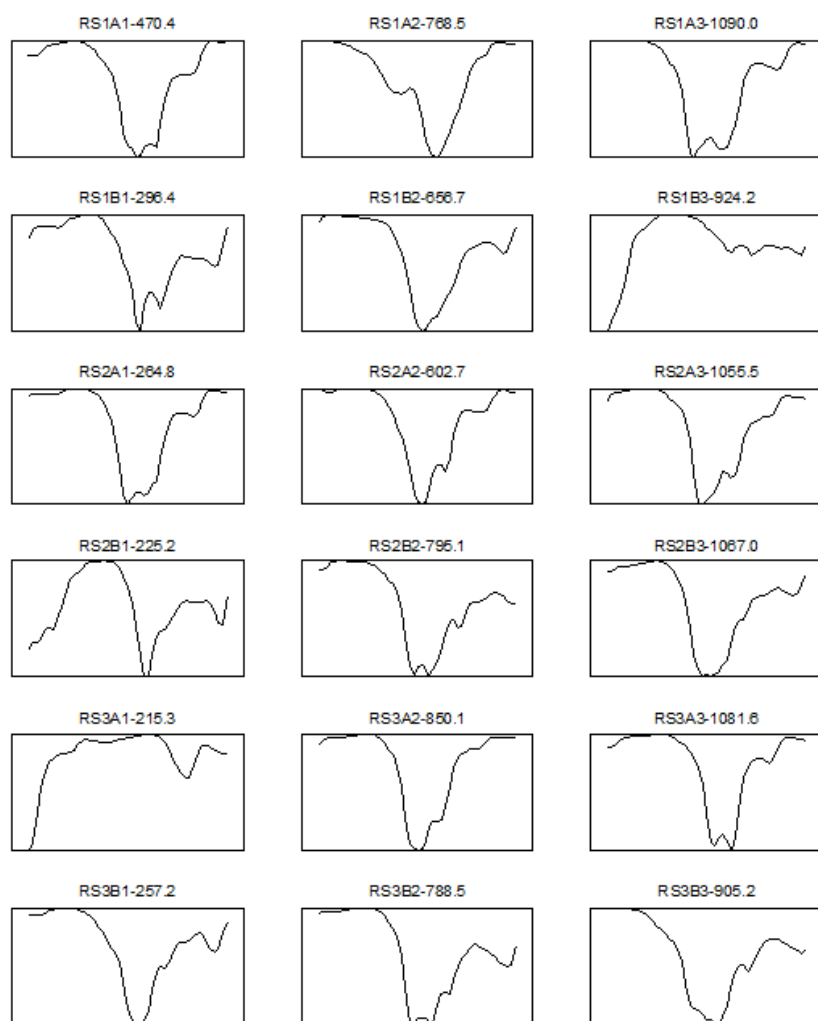 RS1A1-470.4 RS1A2-768.5 RS1A3-1090.0
RS1B1-296.4 RS1B2-656.7 RS1B3-924.2
RS2A1-264.8 RS2A2-602.7 RS2A3-1055.5
RS2B1-225.2 RS2B2-795.1 RS2B3-1067.0
RS3A1-215.3 RS3A2-850.1 RS3A3-1081.6
RS3B1-257.2 RS3B2-788.5 RS3B3-905.2